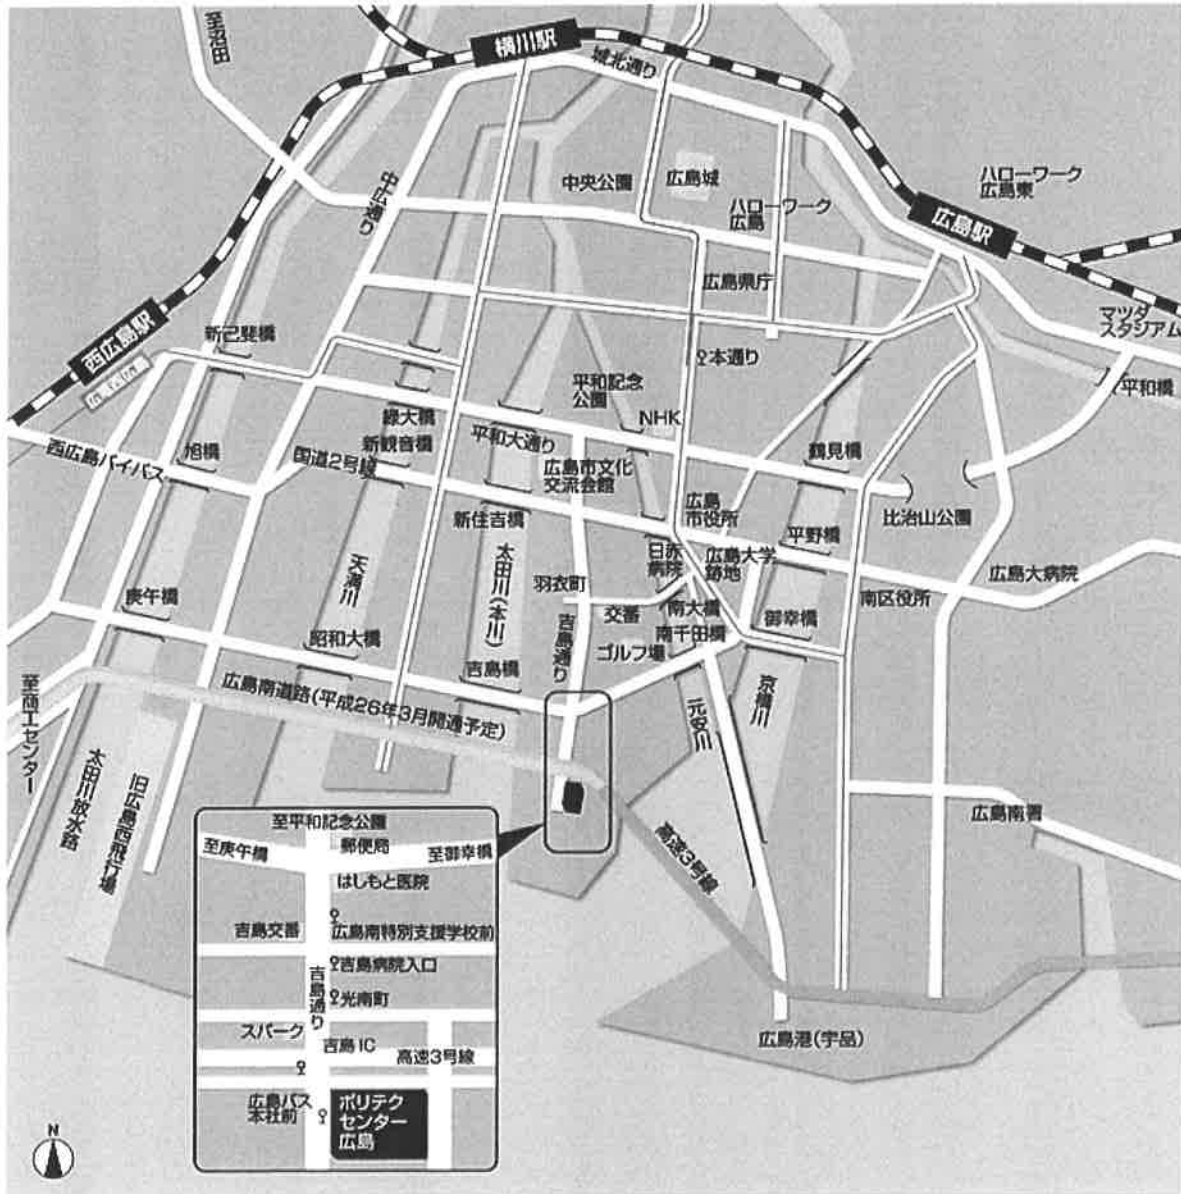 至沼田
横川駅
城北通り
中広通り
中央公園
広島城
ハローワーク
広島
ハローワーク
広島東
広島駅
広島県庁
マツダ
スタジアム
西広島駅
新己斐橋
本通り
平和記念
公園
平和橋
緑大橋
NHK
平和大通り
新観音橋
鶴見橋
旭橋
国道2号線
西広島バイパス
広島市文化
交流会館
広島
市役所
新住吉橋
比治山公園
平野橋
日赤
病院
広島大学
跡地
太田川(本川)
天満川
羽衣町
広島大病院
庚午橋
交番
南大橋
御幸橋
南区役所
昭和大橋
南千田橋
吉島通り
ゴルフ場
吉島橋
至商工センター
広島南道路(平成26年3月開通予定)
京橋川
太田川放水路
旧広島西飛行場
高速3号線
広島南署
広島港(宇品)
至平和記念公園
至庚午橋
郵便局
至御幸橋
はしもと医院
吉島交番
広島南特別支援学校前
吉島病院入口
吉島通り
光南町
スパーク
吉島IC
高速3号線
広島バス
本社前
ポリテク
センター
広島
N